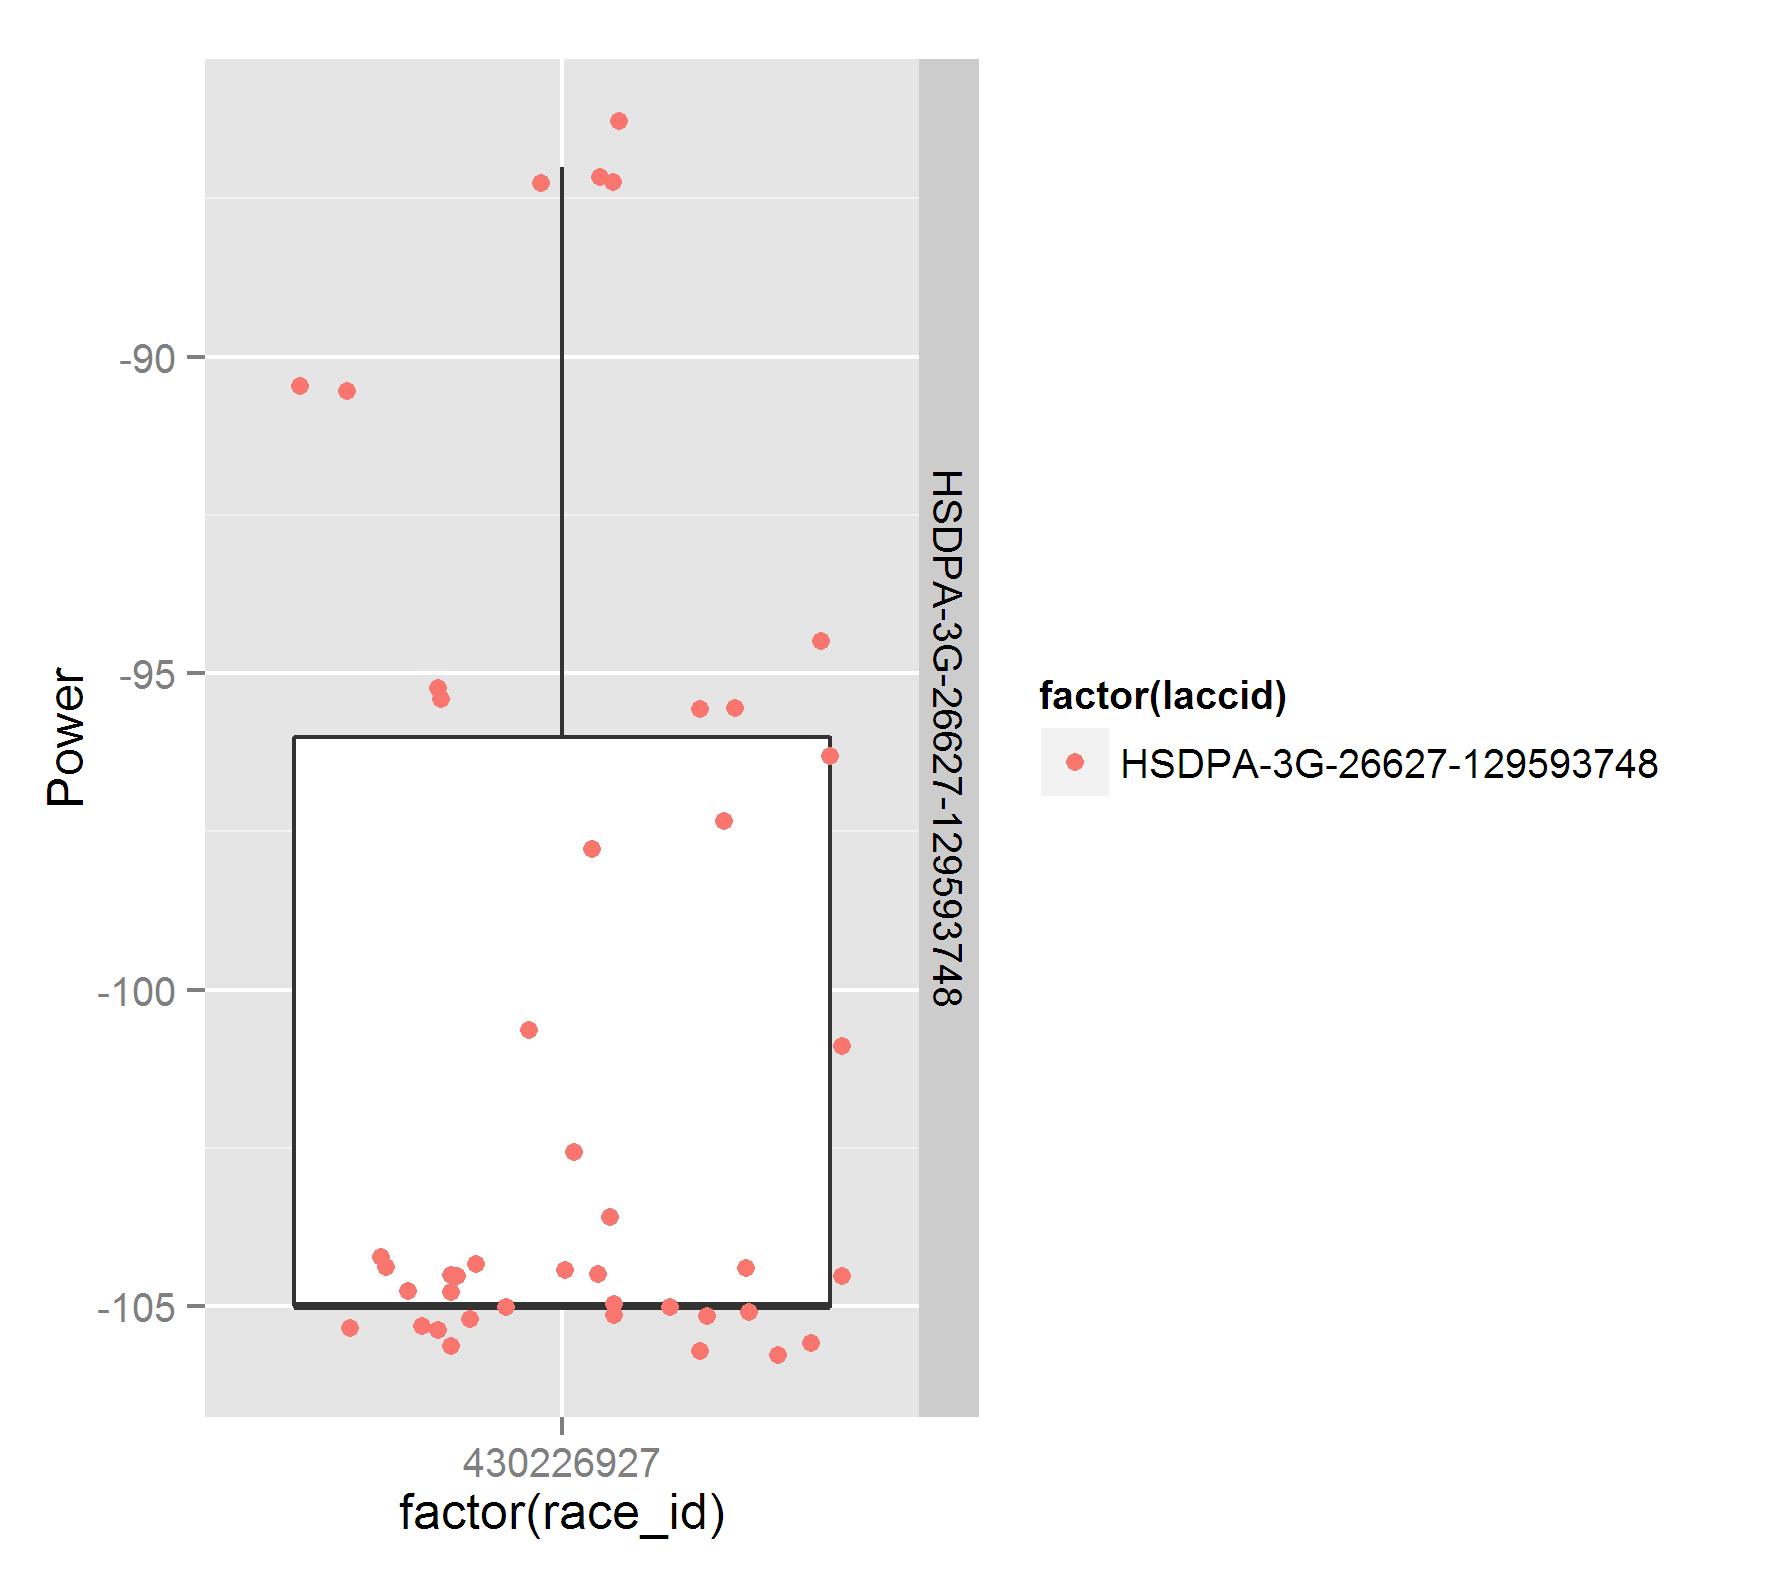 -90
-95
-100
-105
Power
430226927
factor(race_id)
HSDPA-3G-26627-129593748
factor(laccid)
HSDPA-3G-26627-129593748